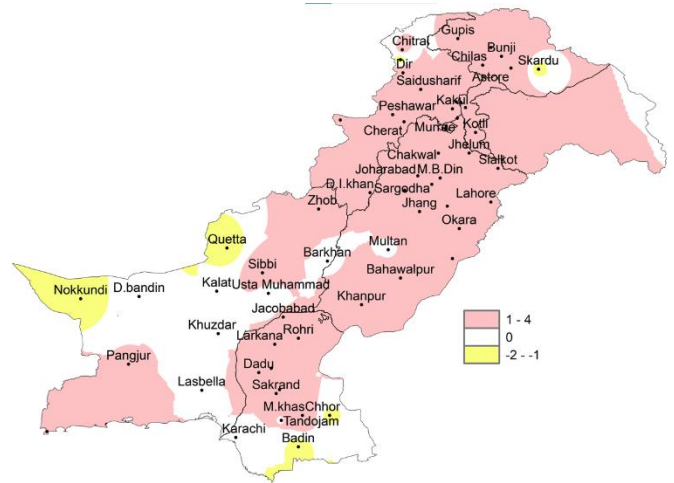 Chitral
Gupis
Bunji
Chilas
Skardu
Dir
Astore
Saidusharif
Kakul
Peshawar
Cherat
Murree
Kotli
Jhelum
Chakwal
Sialkot
Joharabad
M.B.Din
D.I.khan
Sargodha
Lahore
Zhob
Jhang
Okara
Quetta
Multan
Barkhan
Sibbi
Bahawalpur
Nokkundi
D.bandin
Kalat
Usta Muhammad
Khanpur
Jacobabad
1 - 4
Khuzdar
Rohri
Larkana
0
Pangjur
-2 - -1
Dadu
Lasbella
Sakrand
M.khas
Chhor
Tandojam
Karachi
Badin